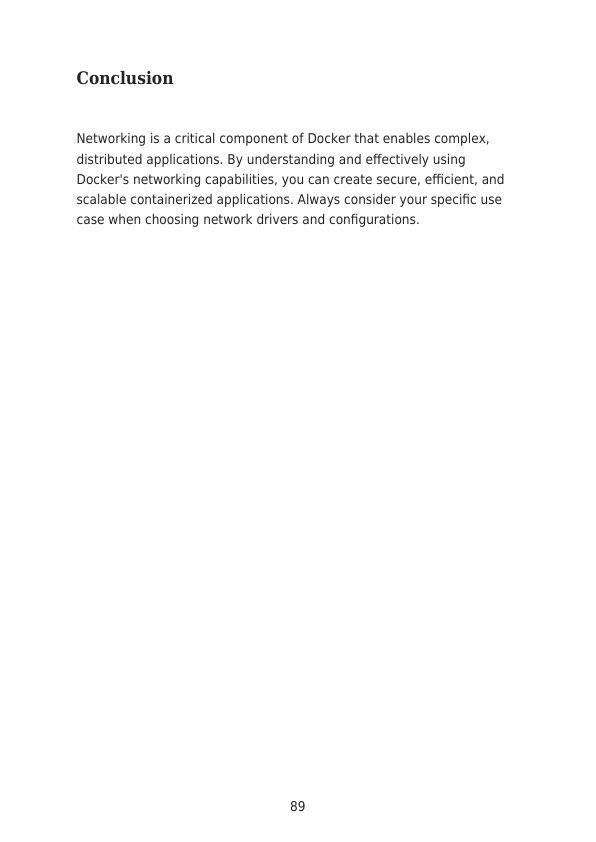 Conclusion
Networking is a critical component of Docker that enables complex,
distributed applications. By understanding and effectively using
Docker's networking capabilities, you can create secure, efficient, and
scalable containerized applications. Always consider your specific use
case when choosing network drivers and configurations.
89